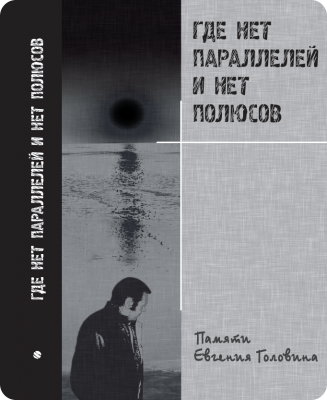 ГДЕ НЕТ ПАРАЛЛЕЛЕЙ И НЕТ ПОЛЮСОВ
ГДЕ НЕТ
ПАРАЛЛЕЛЕЙ
И НЕТ
ПОЛЮСОВ
Памяти
Евгения Головина